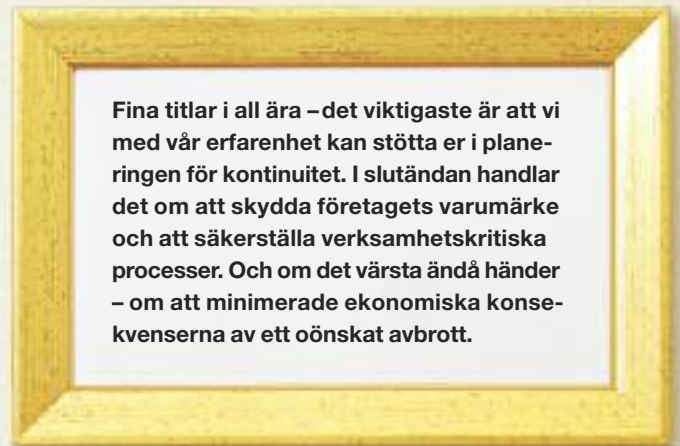 Fina titlar i all ära – det viktigaste är att vi
med vår erfarenhet kan stötta er i plane-
ringen för kontinuitet. I slutändan handlar
det om att skydda företagets varumärke
och att säkerställa verksamhetskritiska
processer. Och om det värsta ändå händer
– om att minimerade ekonomiska konse-
kvenserna av ett oönskat avbrott.